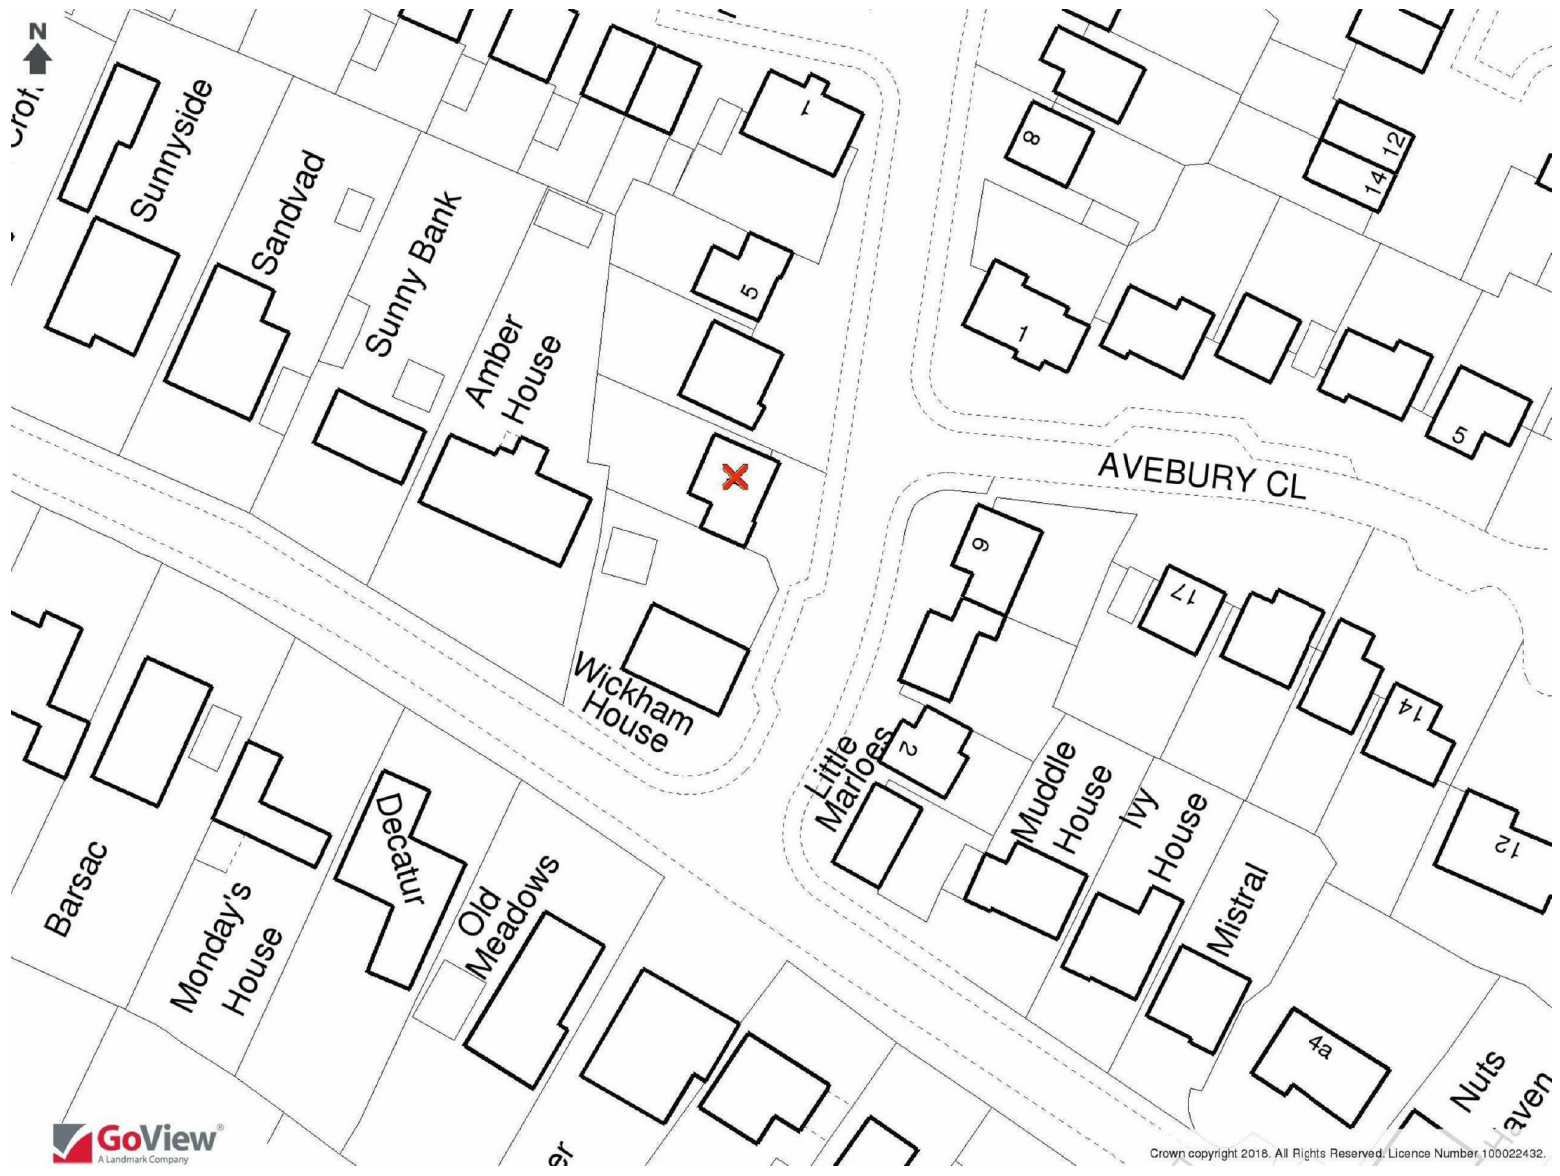 N
1
12
14
8
Sunnyside
Sandvad
Sunny Bank
Amber
House
5
1
5
AVEBURY CL
6
17
14
12
Wickham
House
2
Little
Marloes
Muddle
House
Ivy
House
Mistral
Decatur
Barsac
Monday's
House
Old
Meadows
4a
Nuts
GoView®
A Landmark Company
Crown copyright 2018. All Rights Reserved. Licence Number 100022432.